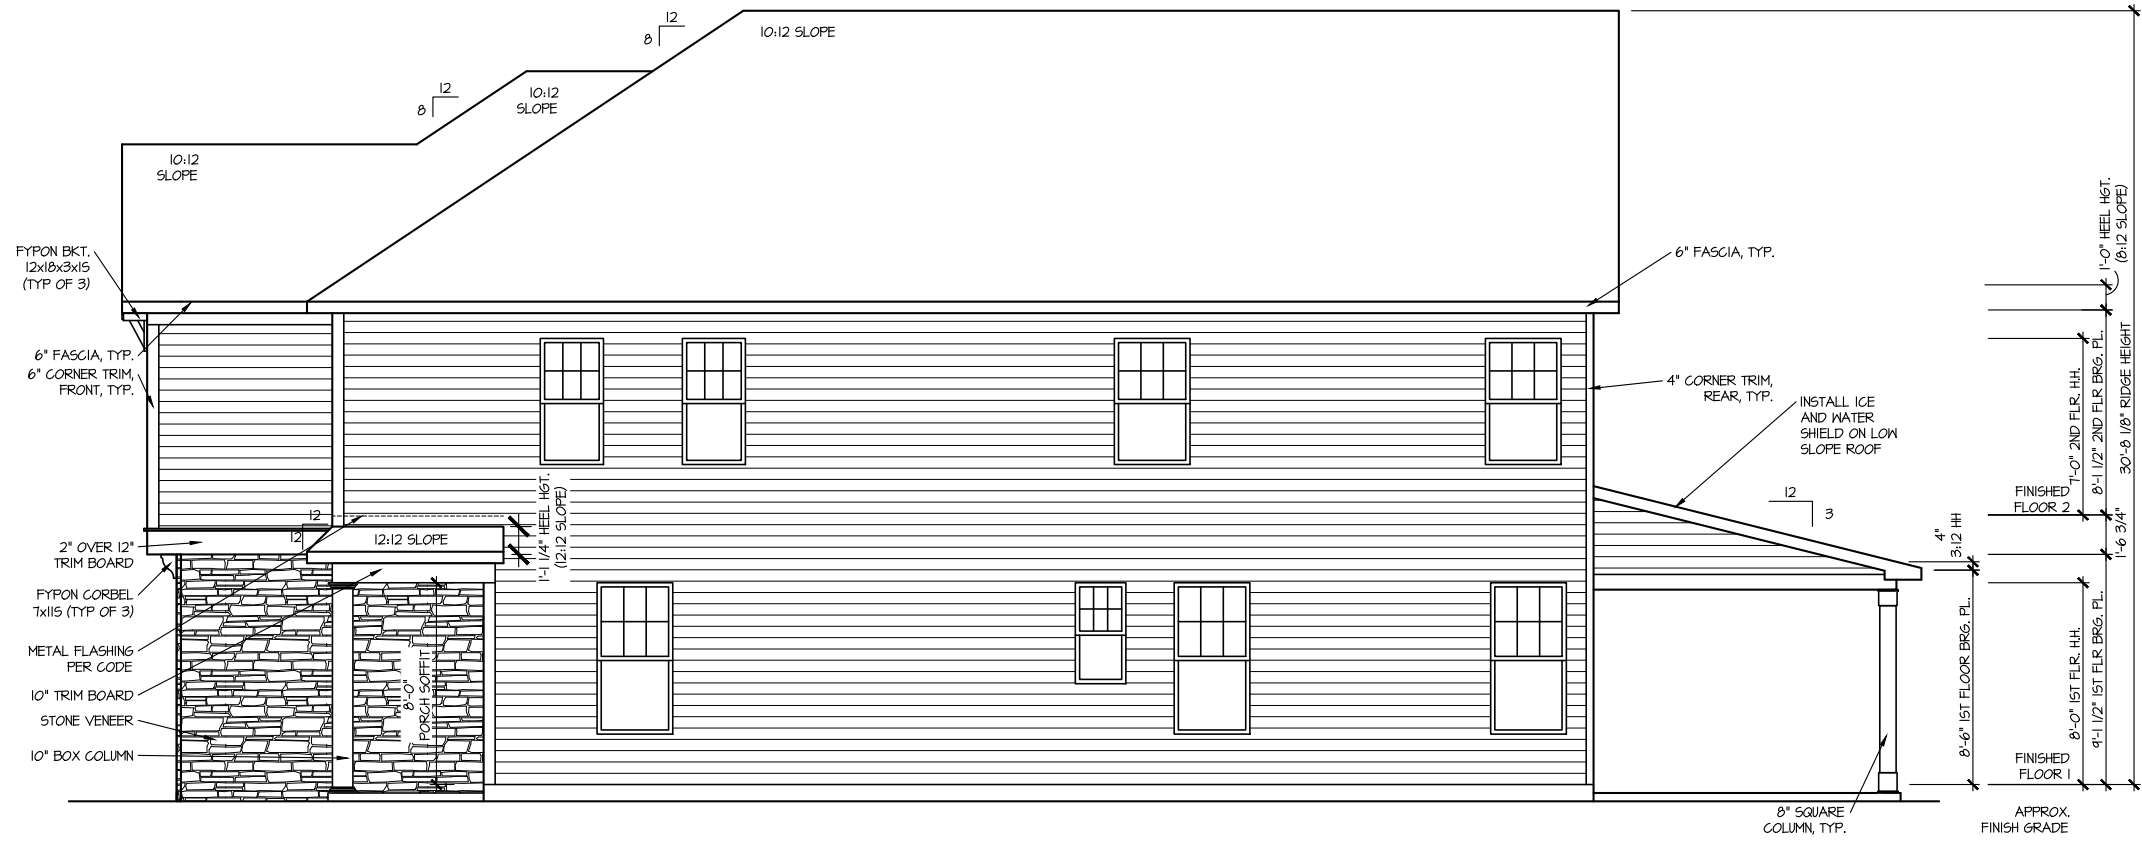 12
8
10:12 SLOPE
12
8
10:12
SLOPE
10:12
SLOPE
FYPON BKT.
12x18x3x1S
(TYP OF 3)
6" FASCIA, TYP.
6" CORNER TRIM,
FRONT, TYP.
2" OVER 12"
TRIM BOARD
FYPON CORBEL
7x11S (TYP OF 3)
METAL FLASHING
PER CODE
10" TRIM BOARD
STONE VENEER
10" BOX COLUMN
12
12
12:12 SLOPE
1'-1 1/4" HEEL HGT.
(12:12 SLOPE)
8'-0"
PORCH SOFFIT
6" FASCIA, TYP.
4" CORNER TRIM,
REAR, TYP.
INSTALL ICE
AND WATER
SHIELD ON LOW
SLOPE ROOF
12
3
4"
3:12 HH
8'-6" 1ST FLOOR BRG. PL.
8" SQUARE
COLUMN, TYP.
FINISHED
FLOOR 2
FINISHED
FLOOR 1
APPROX.
FINISH GRADE
7'-0" 2ND FLR. H.H.
8'-0" 1ST FLR. H.H.
1'-0" HEEL HGT.
(8:12 SLOPE)
8'-1 1/2" 2ND FLR BRG. PL.
1'-6 3/4"
9'-1 1/2" 1ST FLR BRG. PL.
30'-8 1/8" RIDGE HEIGHT